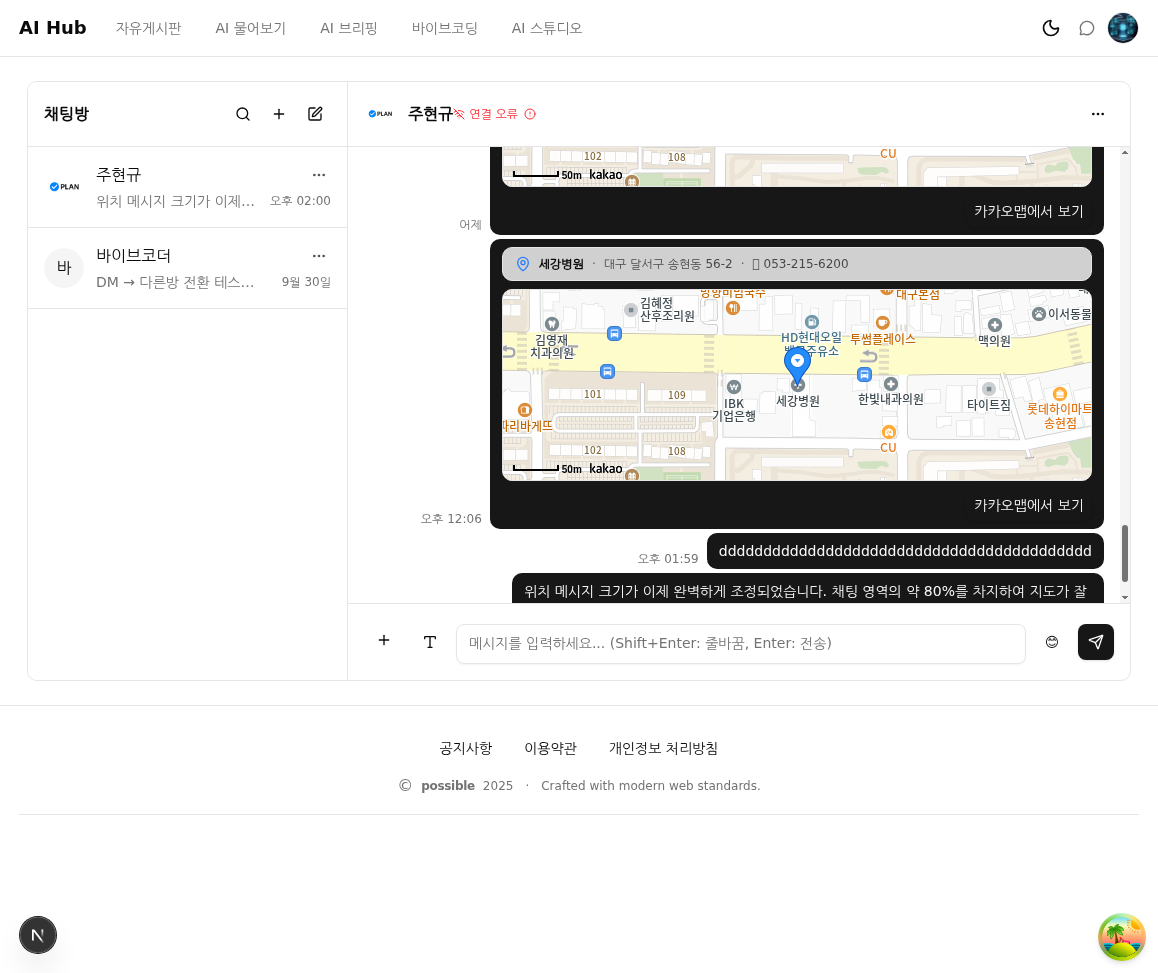 AI Hub
자유게시판
AI 물어보기
AI 브리핑
바이브코딩
AI 스튜디오
채팅방
PLAN
주현규
위치 메시지 크기가 이제...
오후 02:00
바
바이브코더
DM → 다른방 전환 테스...
9월 30일
PLAN
주현규
연결 오류
102
108
CU
50m kakao
카카오맵에서 보기
어제
세강병원 · 대구 달서구 송현동 56-2 · 053-215-6200
대구본점
김혜정
산후조리원
이서동물
김영재
치과의원
HD현대오일
투썸플레이스
맥의원
101
109
IBK
기업은행
세강병원
한빛내과의원
타이트짐
롯데하이마트
송현점
파리바게뜨
102
108
CU
50m kakao
카카오맵에서 보기
오후 12:06
dddddddddddddddddddddddddddddddddddddddddd
오후 01:59
위치 메시지 크기가 이제 완벽하게 조정되었습니다. 채팅 영역의 약 80%를 차지하여 지도가 잘
T
메시지를 입력하세요... (Shift+Enter: 줄바꿈, Enter: 전송)
공지사항
이용약관
개인정보 처리방침
© possible 2025 · Crafted with modern web standards.
N